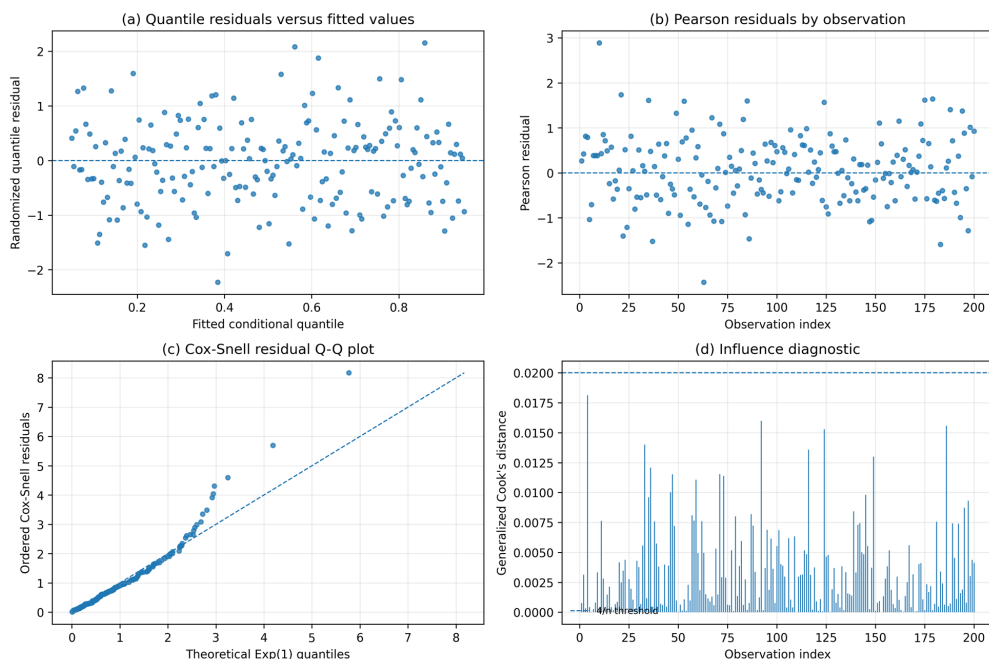 (a) Quantile residuals versus fitted values
Randomized quantile residual
2
1
0
−1
−2
0.2 0.4 0.6 0.8
Fitted conditional quantile
(b) Pearson residuals by observation
Pearson residual
3
2
1
0
−1
−2
0 25 50 75 100 125 150 175 200
Observation index
(c) Cox-Snell residual Q-Q plot
Ordered Cox-Snell residuals
8
7
6
5
4
3
2
1
0
0 1 2 3 4 5 6 7 8
Theoretical Exp(1) quantiles
(d) Influence diagnostic
Generalized Cook's distance
0.0200
0.0175
0.0150
0.0125
0.0100
0.0075
0.0050
0.0025
0.0000
4/n threshold
0 25 50 75 100 125 150 175 200
Observation index